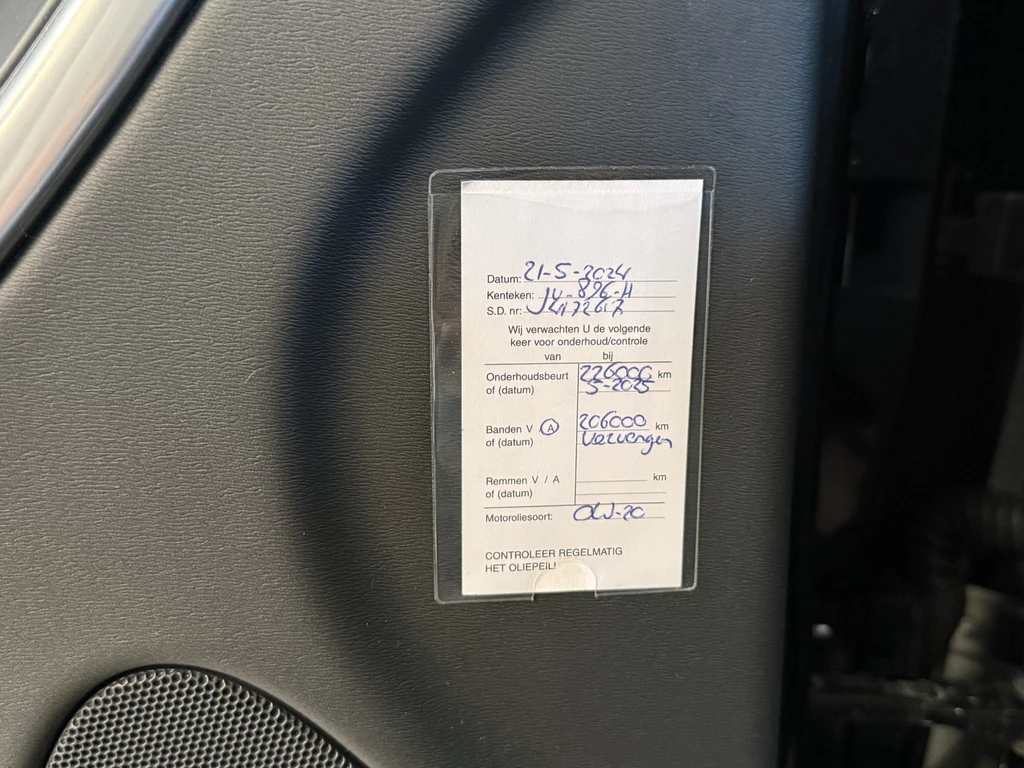 Datum: 21-5-2024
Kenteken: -896-H
S.D. nr:
Wij verwachten U de volgende
keer voor onderhoud/controle
van bij
Onderhoudsbeurt 226000 km
of (datum) 5-2025
Banden V A 206000 km
of (datum) Vervangen
Remmen V / A km
of (datum)
Motoroliesoort: 0W-20
CONTROLEER REGELMATIG
HET OLIEPEIL!